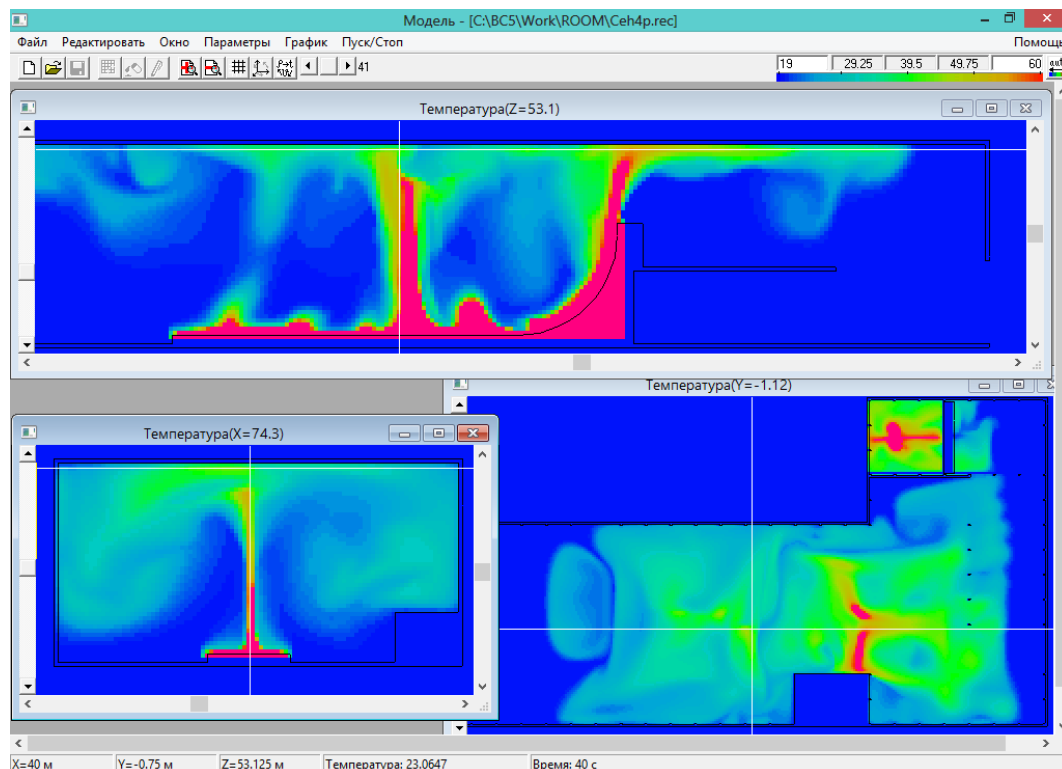 Модель - [C:\BC5\Work\ROOM\Ceh4p.rec]
Файл Редактировать Окно Параметры График Пуск/Стоп Помощь
41 19 29.25 39.5 49.75 60
Температура(Z=53.1)
Температура(Y=-1.12)
Температура(X=74.3)
X=40 м Y=-0.75 м Z=53.125 м Температура: 23.0647 Время: 40 с